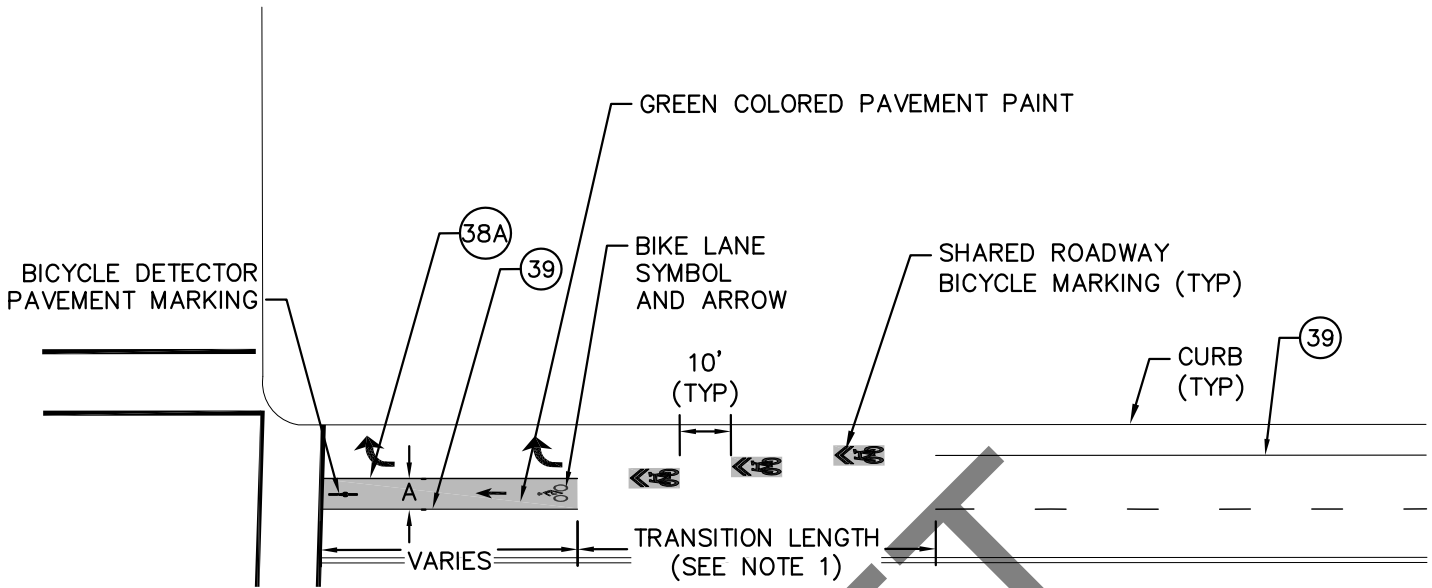 GREEN COLORED PAVEMENT PAINT
38A
39
BICYCLE DETECTOR
PAVEMENT MARKING
BIKE LANE
SYMBOL
AND ARROW
SHARED ROADWAY
BICYCLE MARKING (TYP)
10'
(TYP)
CURB
(TYP)
39
A
VARIES
TRANSITION LENGTH
(SEE NOTE 1)
T